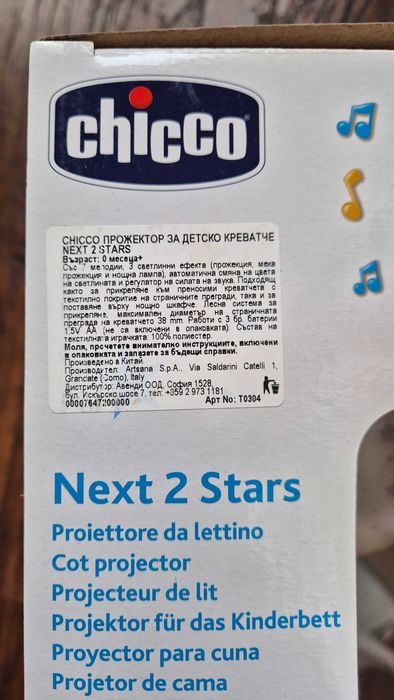 chicco
CHICCO ПРОЖЕКТОР ЗА ДЕТСКО КРЕВАТЧЕ
NEXT 2 STARS
Възраст: 0 месеца+
Със 7 мелодии, 3 светлинни ефекта (прожекция, мека
прожекция и нощна лампа), автоматична смяна на цвета
на светлината и регулатор на силата на звука. Подходящ
както за прикрепяне към преносими креватчета с
текстилно покритие на страничните прегради, така и за
поставяне върху нощно шкафче. Лесна система за
прикрепяне, максимален диаметър на страничната
преграда на креватчето 38 mm. Работи с 3 бр. батерии
1.5V AA (не са включени в опаковката). Състав на
текстилната играчката: 100% полиестер.
Моля, прочетете внимателно инструкциите, включени
в опаковката и запазете за бъдещи справки.
Произведено в Китай.
Производител: Artsana S.p.A., Via Saldarini Catelli 1,
Grandate (Como), Italy
Дистрибутор: Авенди ООД, София 1528,
бул. Искърско шосе 7, тел: +359 2 973 1181
00007647200000
Арт No: T0304
Next 2 Stars
Proiettore da lettino
Cot projector
Projecteur de lit
Projektor für das Kinderbett
Proyector para cuna
Projetor de cama